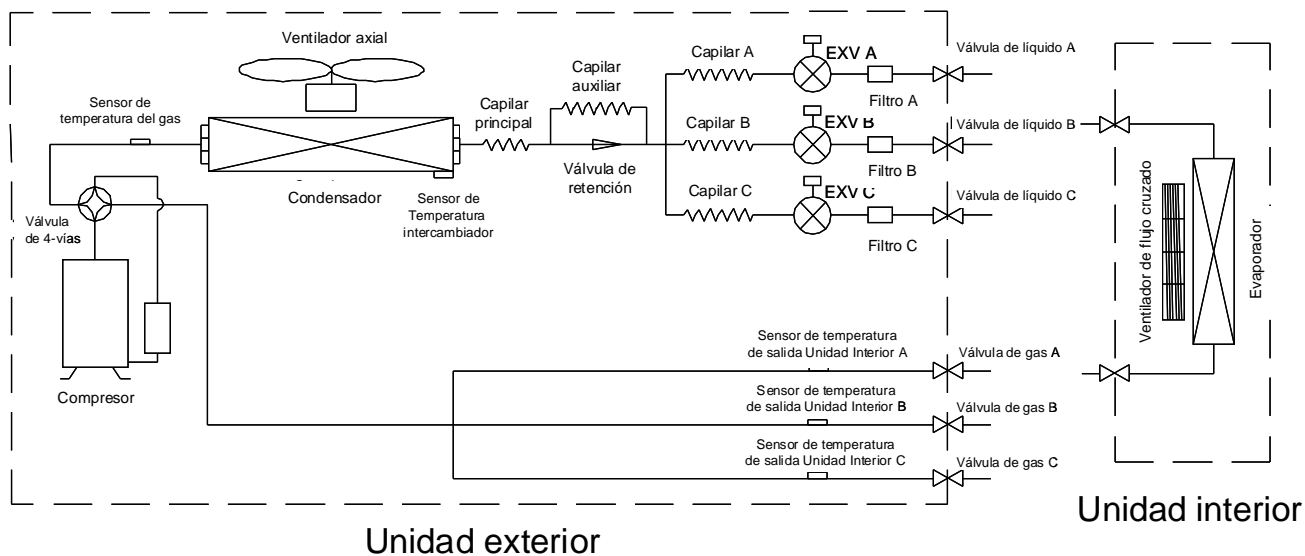 Ventilador axial
Sensor de
temperatura del gas
Capilar
principal
Capilar
auxiliar
Válvula de
retención
Capilar A
EXV A
Válvula de líquido A
Filtro A
Capilar B
EXV B
Válvula de líquido B
Filtro B
Capilar C
EXV C
Válvula de líquido C
Filtro C
Condensador
Sensor de
Temperatura
intercambiador
Válvula
de 4-vías
Compresor
Sensor de temperatura
de salida Unidad Interior A
Válvula de gas A
Sensor de temperatura
de salida Unidad Interior B
Válvula de gas B
Sensor de temperatura
de salida Unidad Interior C
Válvula de gas C
Ventilador de flujo cruzado
Evaporador
Unidad interior
Unidad exterior